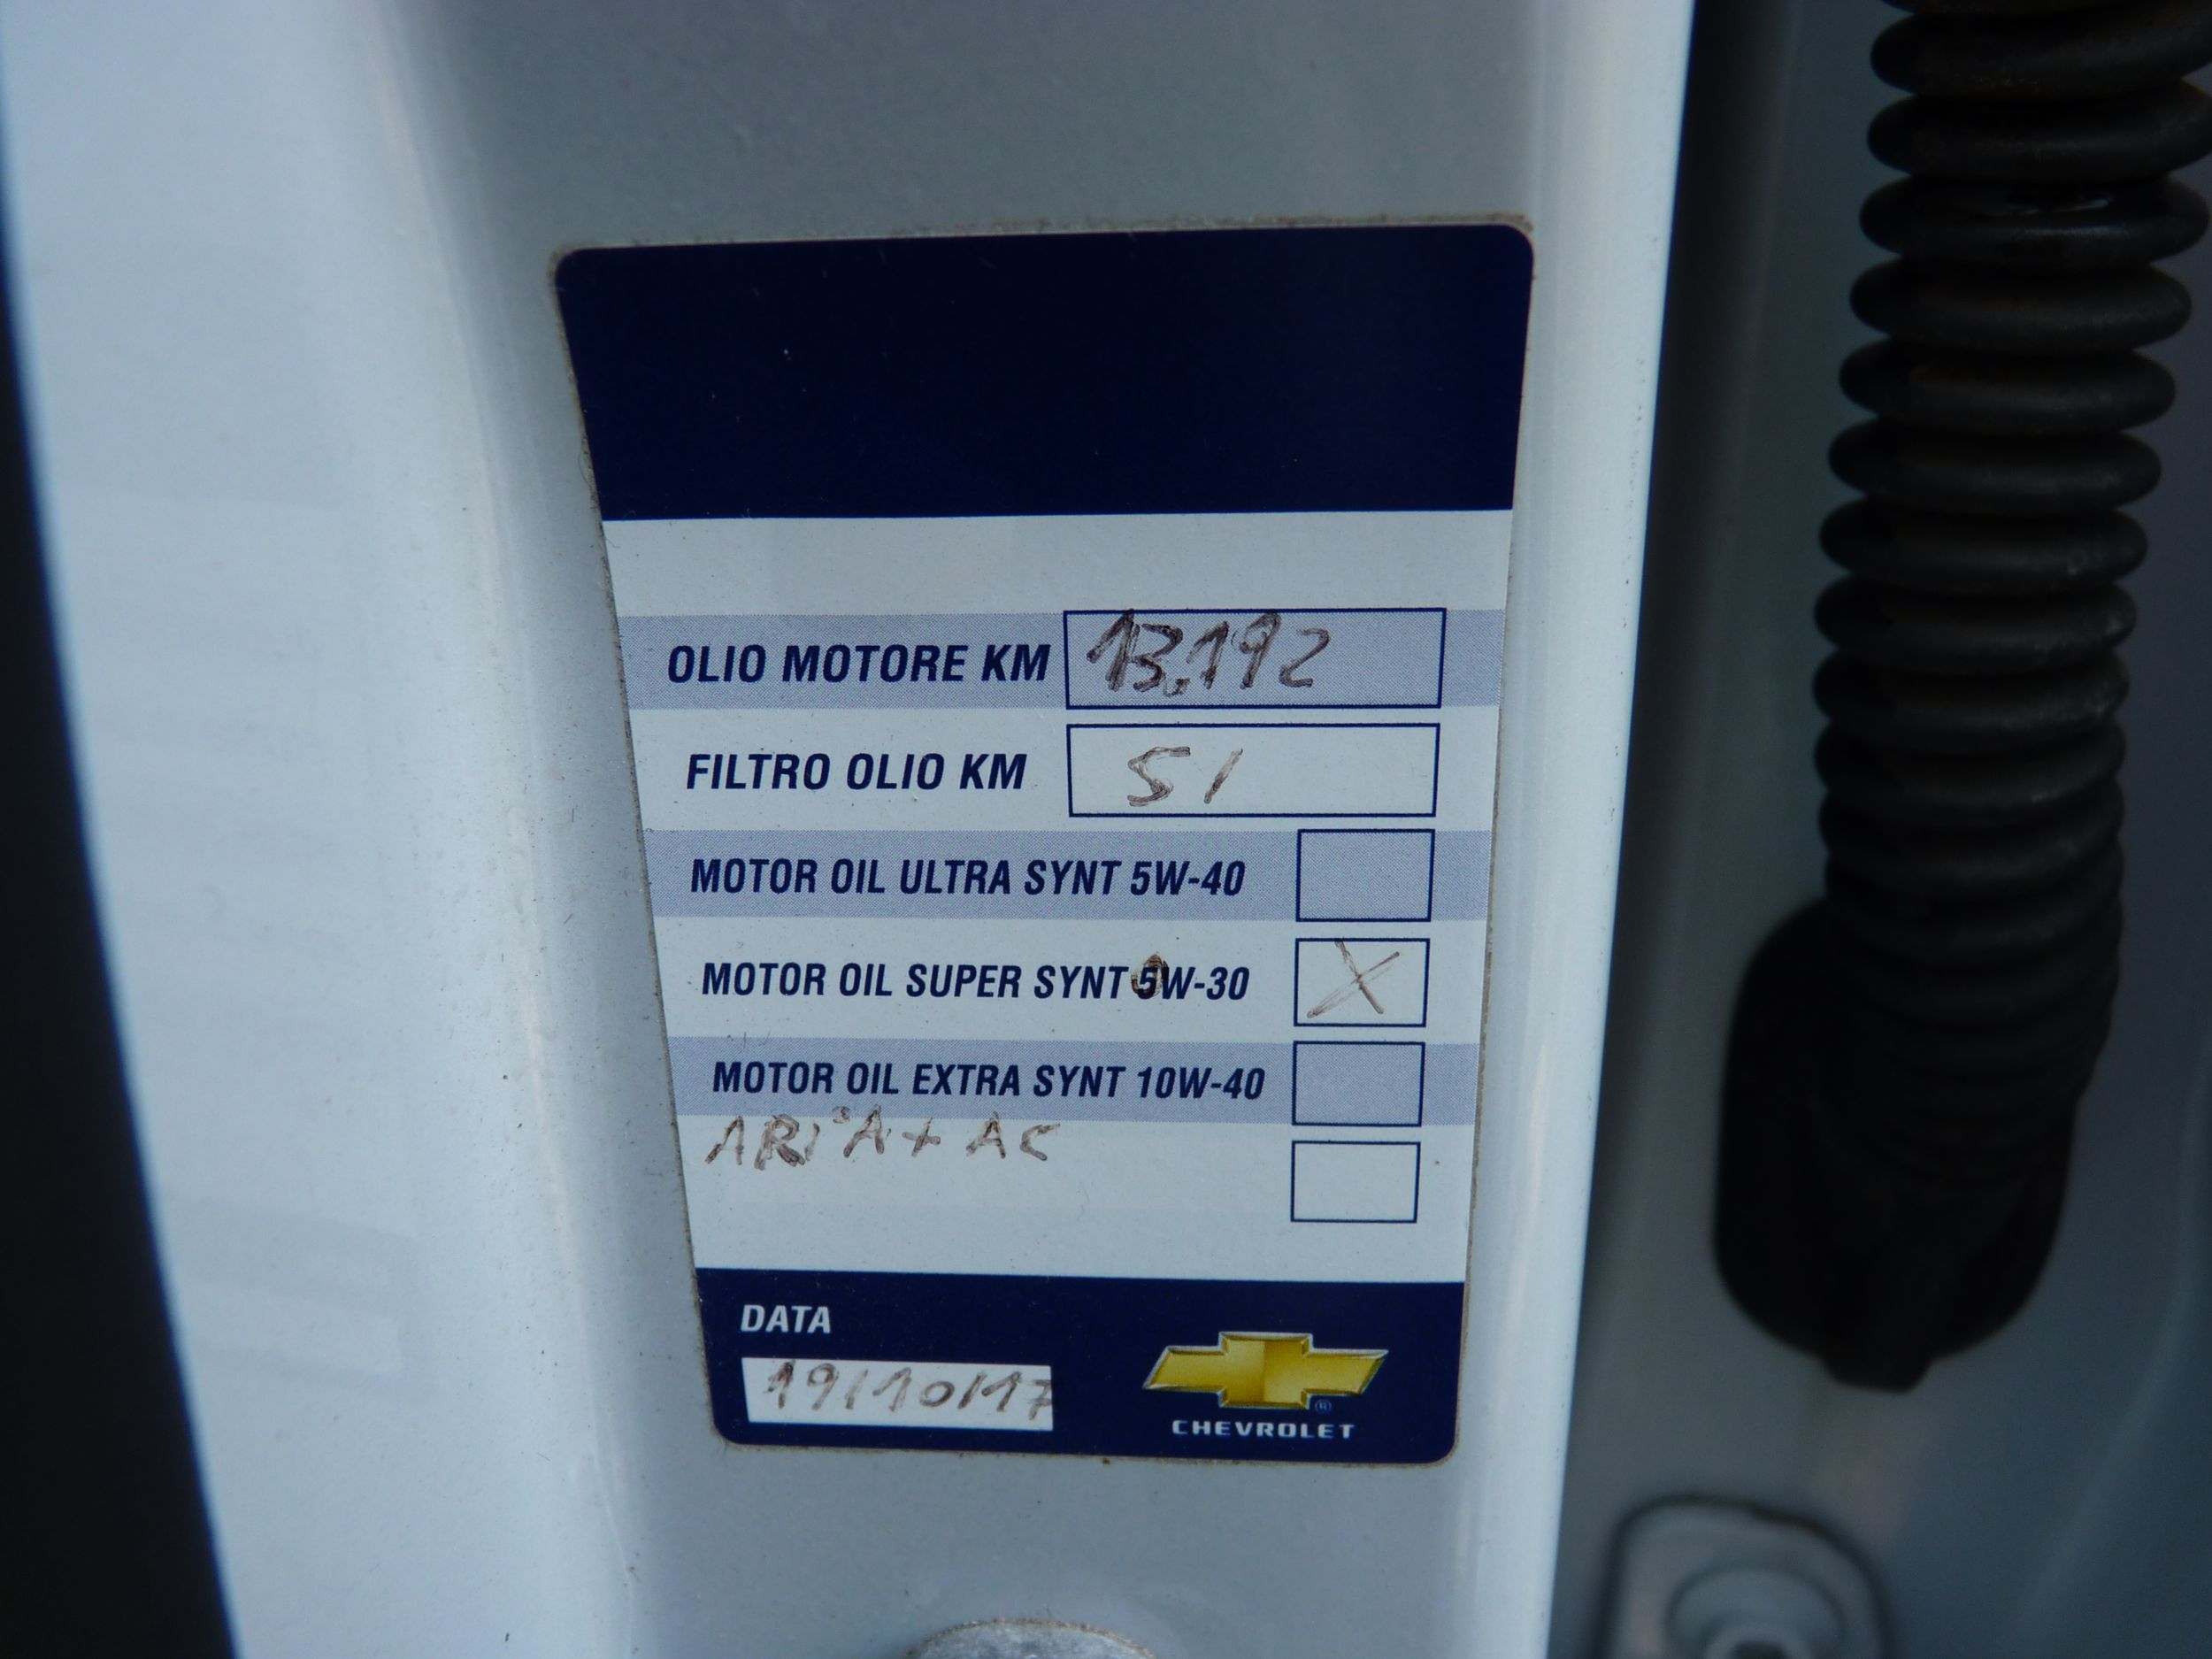 OLIO MOTORE KM 13.192
FILTRO OLIO KM SI
MOTOR OIL ULTRA SYNT 5W-40
MOTOR OIL SUPER SYNT 5W-30 X
MOTOR OIL EXTRA SYNT 10W-40
ARIA + AC
DATA
19/10/17
CHEVROLET